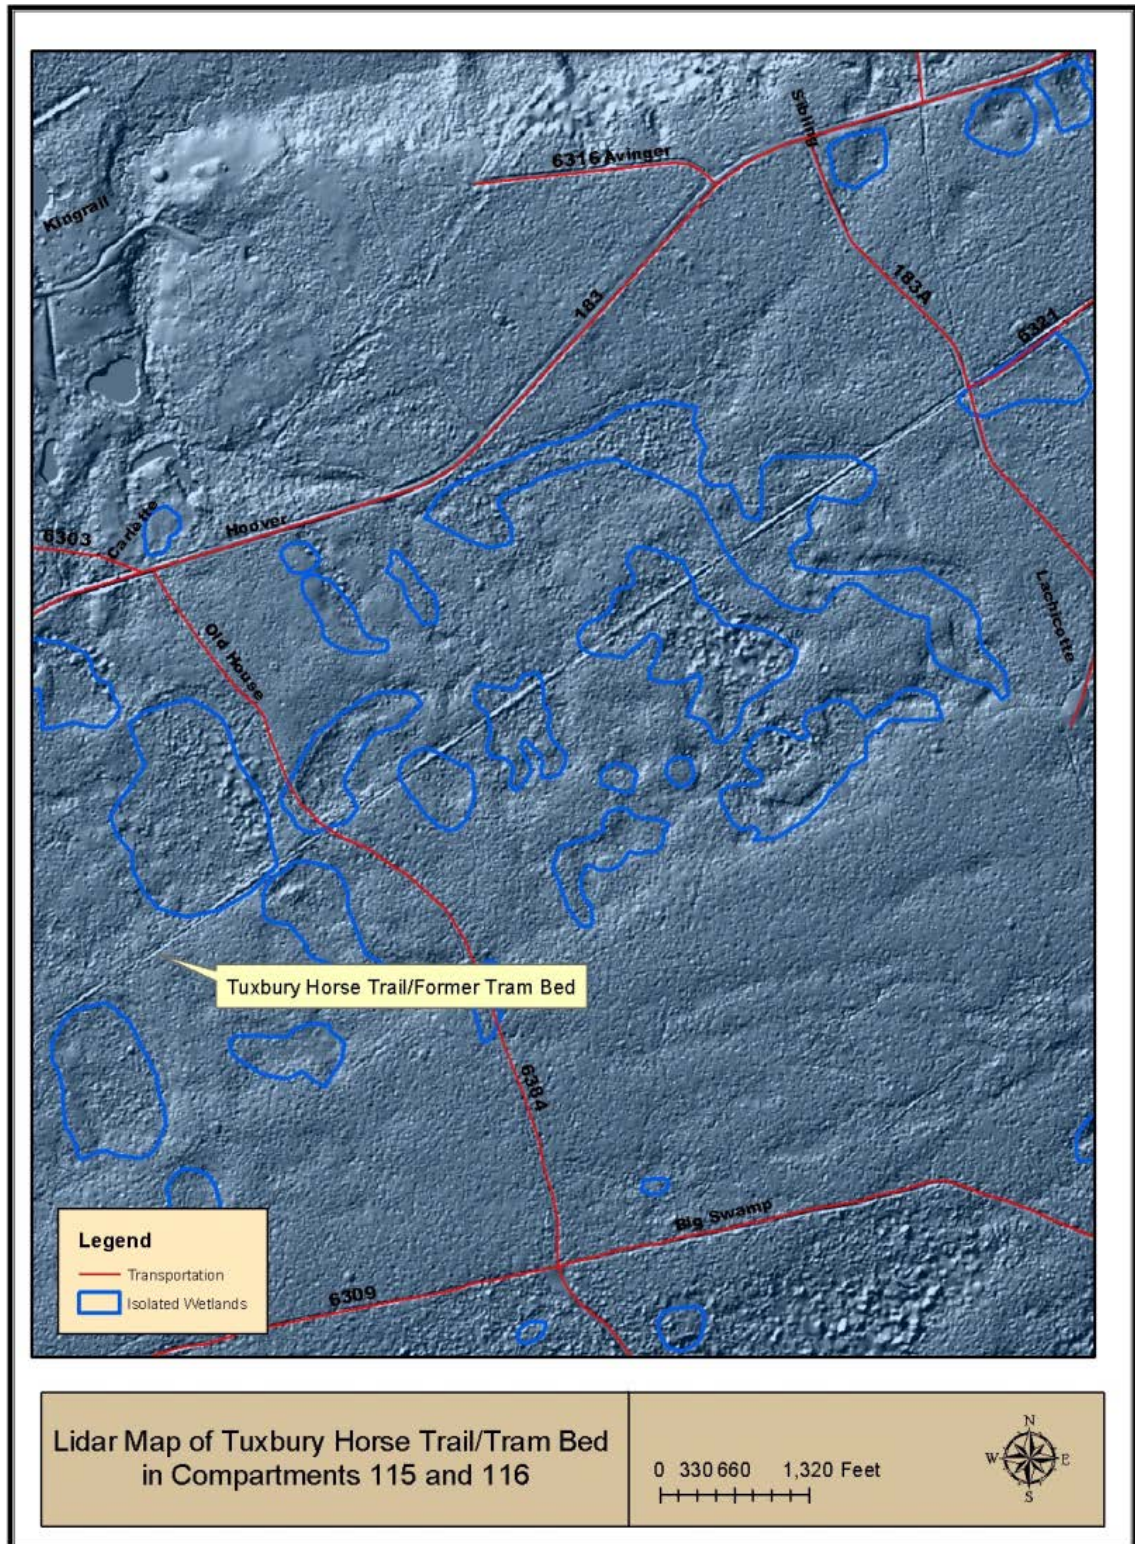 Sibling
6316 Avinger
Kingrail
183
183A
6321
Hoover
Carlette
6303
Lachicotte
Old House
Tuxbury Horse Trail/Former Tram Bed
638A
Big Swamp
6309
Legend
Transportation
Isolated Wetlands
Lidar Map of Tuxbury Horse Trail/Tram Bed
in Compartments 115 and 116
0 330 660 1,320 Feet
N
W E
S